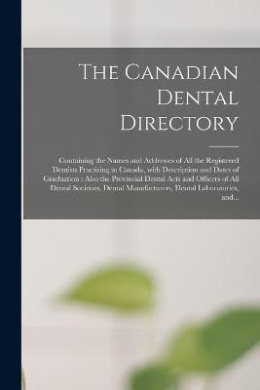 The Canadian
Dental
Directory
Containing the Names and Addresses of All the Registered
Dentists Practising in Canada, With Description and Dates of
Graduation : Also the Provincial Dental Acts and Officers of All
Dental Societies, Dental Manufacturers, Dental Laboratories,
and...